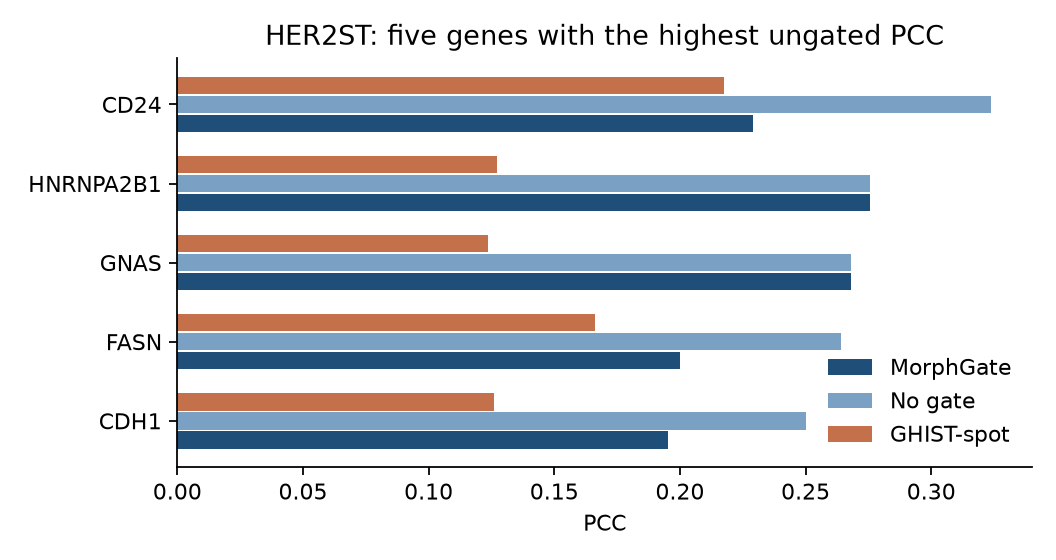 HER2ST: five genes with the highest ungated PCC
CD24
HNRNPA2B1
GNAS
FASN
CDH1
MorphGate
No gate
GHIST-spot
0.00 0.05 0.10 0.15 0.20 0.25 0.30
PCC